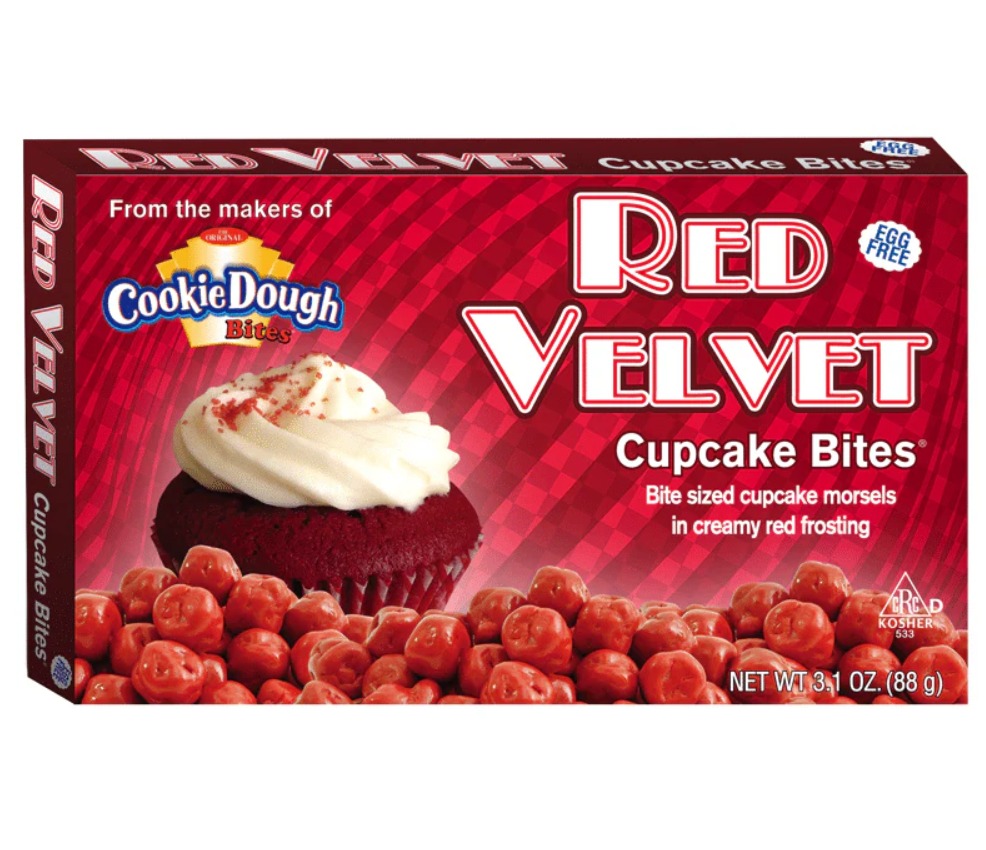 RED VELVET Cupcake Bites®
EGG FREE
RED VELVET Cupcake Bites
From the makers of
THE
ORIGINAL
CookieDough
Bites
RED
VELVET
EGG
FREE
Cupcake Bites®
Bite sized cupcake morsels
in creamy red frosting
CRC D
KOSHER
533
NET WT 3.1 OZ. (88 g)